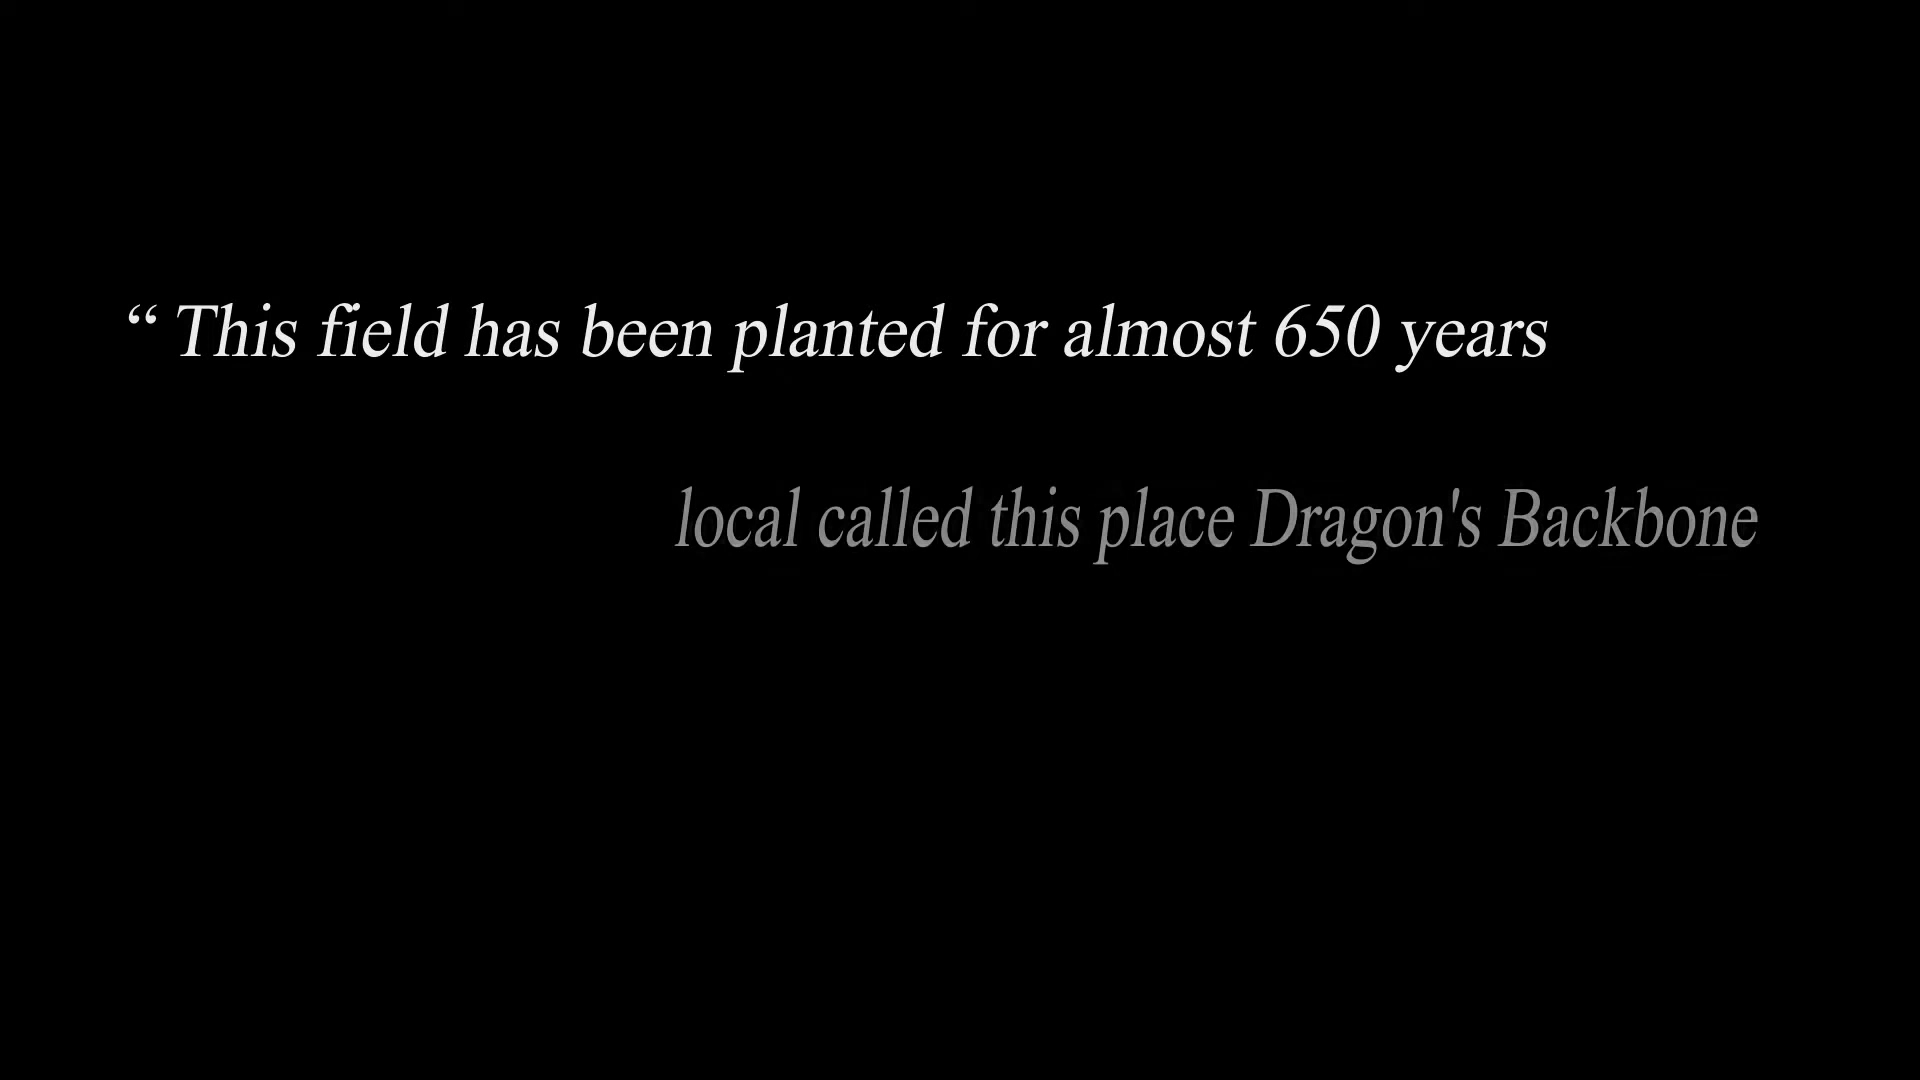 “ This field has been planted for almost 650 years
local called this place Dragon's Backbone